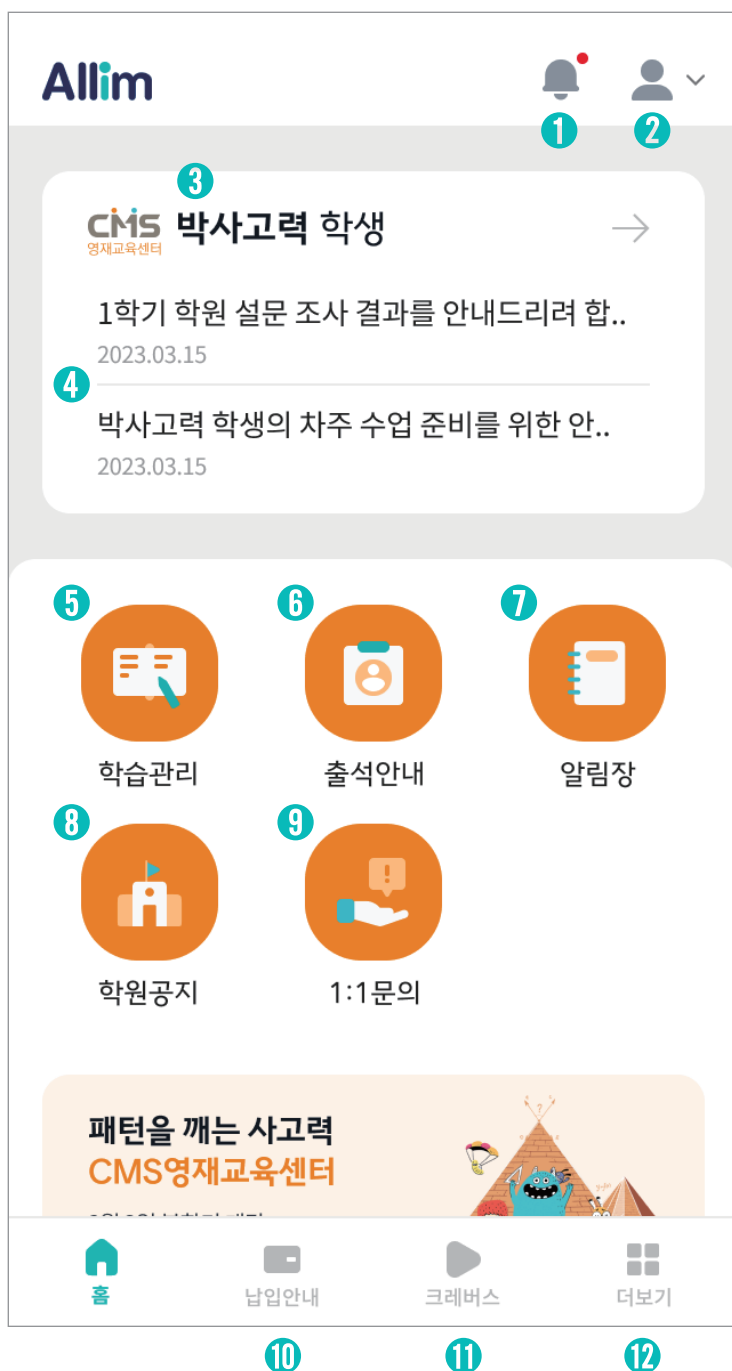 Allim
1 2
3
CMS 영재교육센터 박사고력 학생
1학기 학원 설문 조사 결과를 안내드리려 합..
2023.03.15
4
박사고력 학생의 차주 수업 준비를 위한 안..
2023.03.15
5 6 7
학습관리 출석안내 알림장
8 9
학원공지 1:1문의
패턴을 깨는 사고력
CMS영재교육센터
홈 납입안내 크레버스 더보기
10 11 12